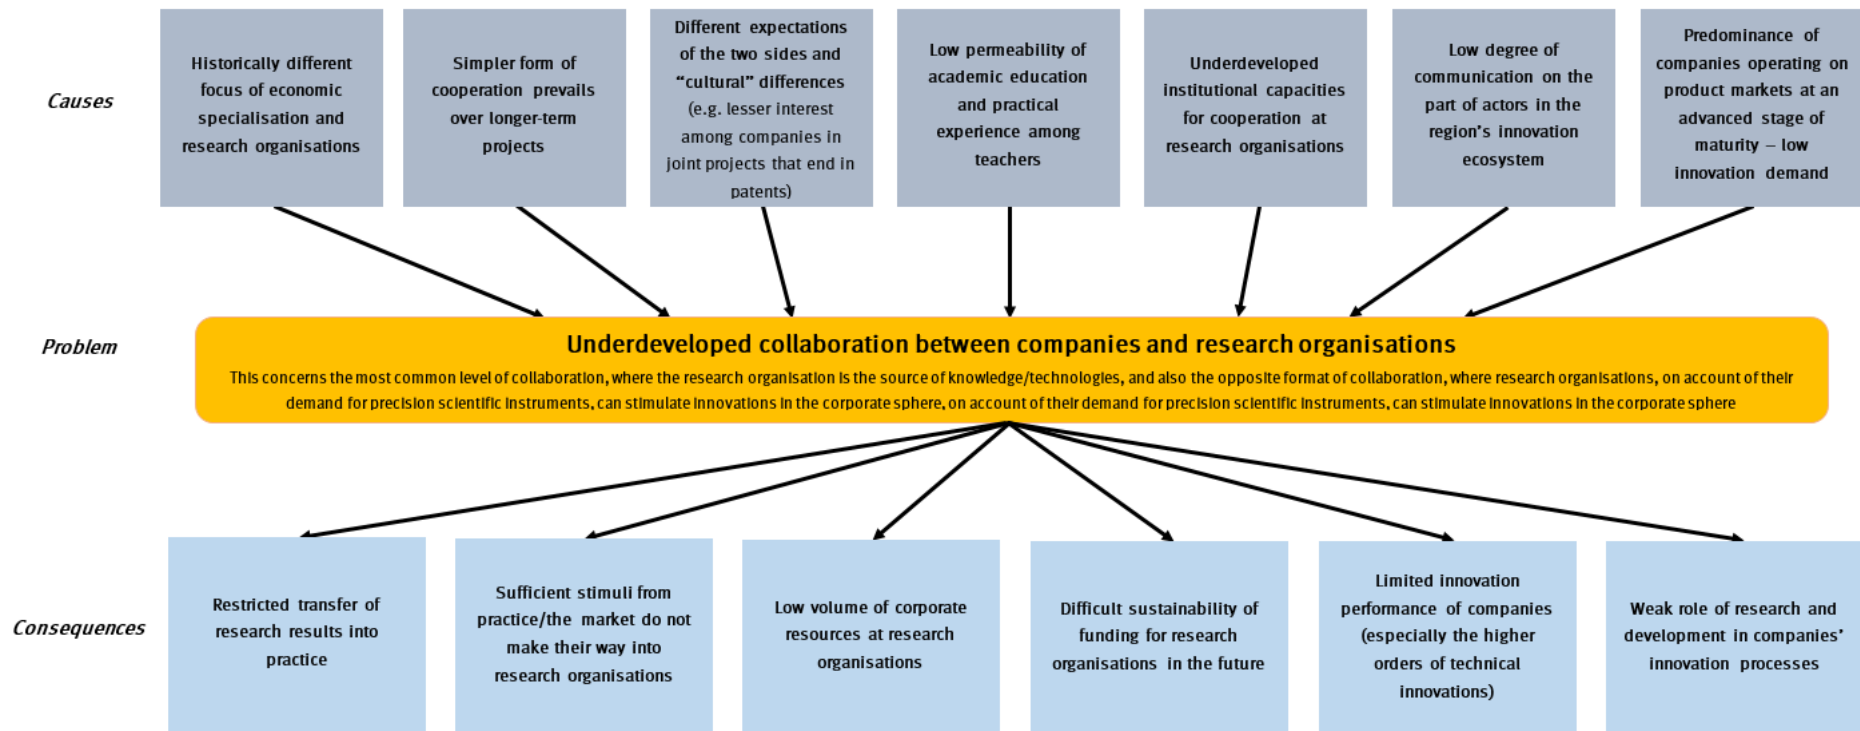 Causes
Historically different
focus of economic
specialisation and
research organisations
Simpler form of
cooperation prevails
over longer-term
projects
Different expectations
of the two sides and
“cultural” differences
(e.g. lesser interest
among companies in
joint projects that end in
patents)
Low permeability of
academic education
and practical
experience among
teachers
Underdeveloped
institutional capacities
for cooperation at
research organisations
Low degree of
communication on the
part of actors in the
region’s innovation
ecosystem
Predominance of
companies operating on
product markets at an
advanced stage of
maturity – low
innovation demand
Problem
Underdeveloped collaboration between companies and research organisations
This concerns the most common level of collaboration, where the research organisation is the source of knowledge/technologies, and also the opposite format of collaboration, where research organisations, on account of their
demand for precision scientific instruments, can stimulate innovations in the corporate sphere, on account of their demand for precision scientific instruments, can stimulate innovations in the corporate sphere
Consequences
Restricted transfer of
research results into
practice
Sufficient stimuli from
practice/the market do not
make their way into
research organisations
Low volume of corporate
resources at research
organisations
Difficult sustainability of
funding for research
organisations in the future
Limited innovation
performance of companies
(especially the higher
orders of technical
innovations)
Weak role of research and
development in companies’
innovation processes